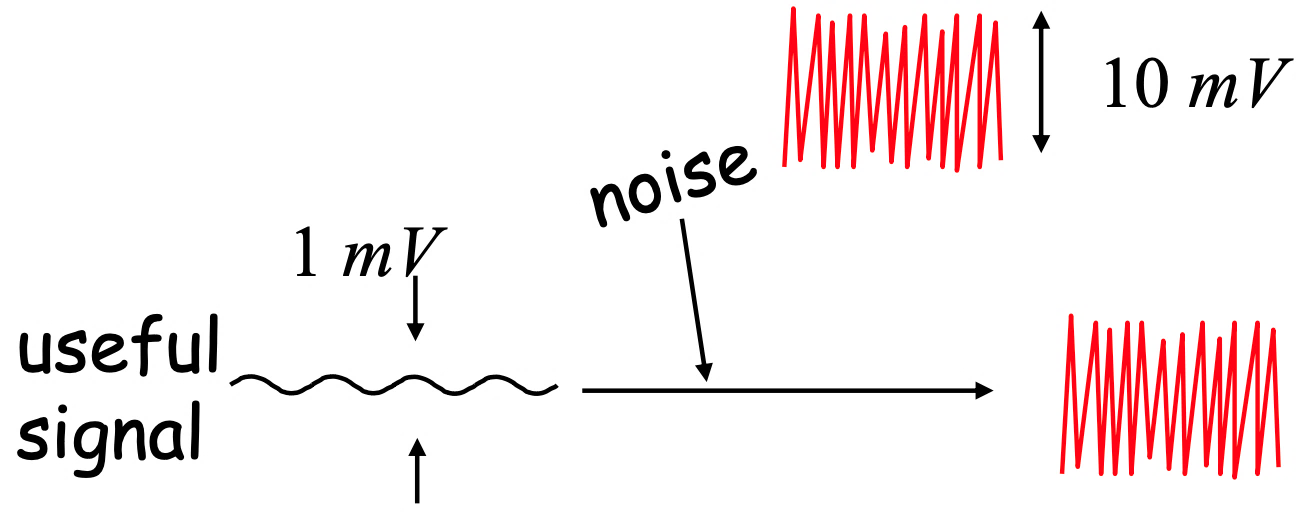 10 mV
noise
1 mV
useful
signal